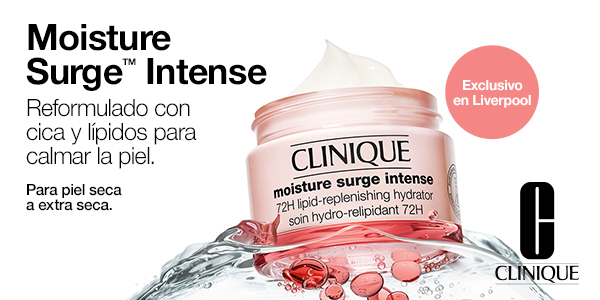 Moisture
Surge™ Intense
Reformulado con
cica y lípidos para
calmar la piel.
Para piel seca
a extra seca.
CLINIQUE
moisture surge intense
72H lipid-replenishing hydrator
soin hydro-relipidant 72H
Exclusivo
en Liverpool
C
CLINIQUE